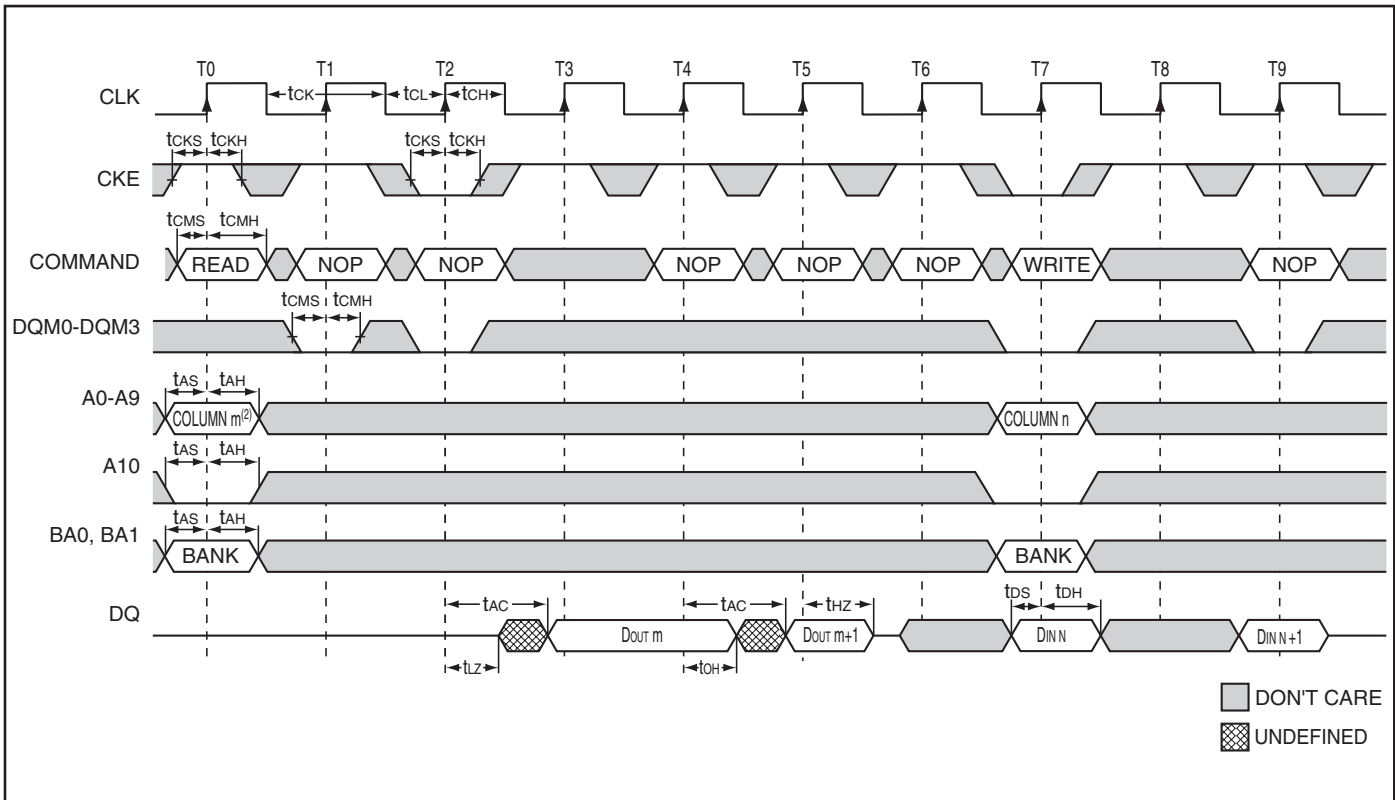 T0 T1 T2 T3 T4 T5 T6 T7 T8 T9
CLK tCK tCL tCH
tCKS tCKH tCKS tCKH
CKE
tCMS tCMH
COMMAND READ NOP NOP NOP NOP NOP WRITE NOP
tCMS tCMH
DQM0-DQM3
tAS tAH
A0-A9 COLUMN m(2) COLUMN n
tAS tAH
A10
tAS tAH
BA0, BA1 BANK BANK
DQ tAC tAC tHZ tDS tDH
DOUT m DOUT m+1 DIN N DIN N+1
tLZ tOH
DON'T CARE
UNDEFINED